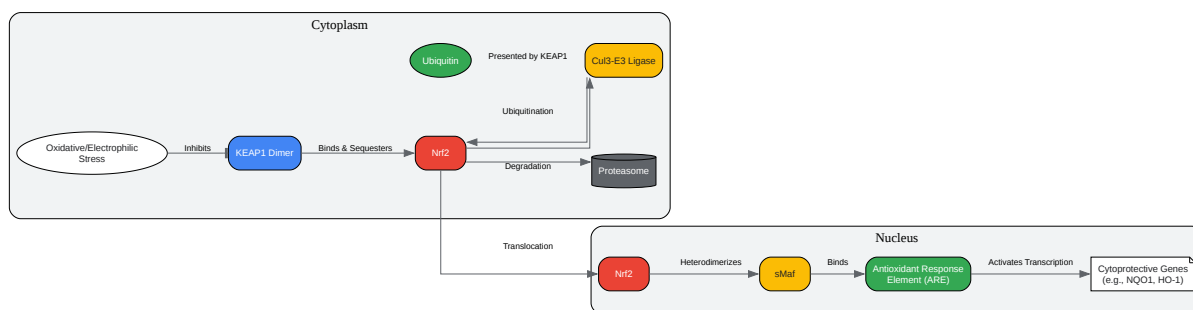 Cytoplasm
Ubiquitin
Presented by KEAP1
Cul3-E3 Ligase
Ubiquitination
Oxidative/Electrophilic
Stress
Inhibits
KEAP1 Dimer
Binds & Sequesters
Nrf2
Degradation
Proteasome
Translocation
Nucleus
Nrf2
Heterodimerizes
sMaf
Binds
Antioxidant Response
Element (ARE)
Activates Transcription
Cytoprotective Genes
(e.g., NQO1, HO-1)